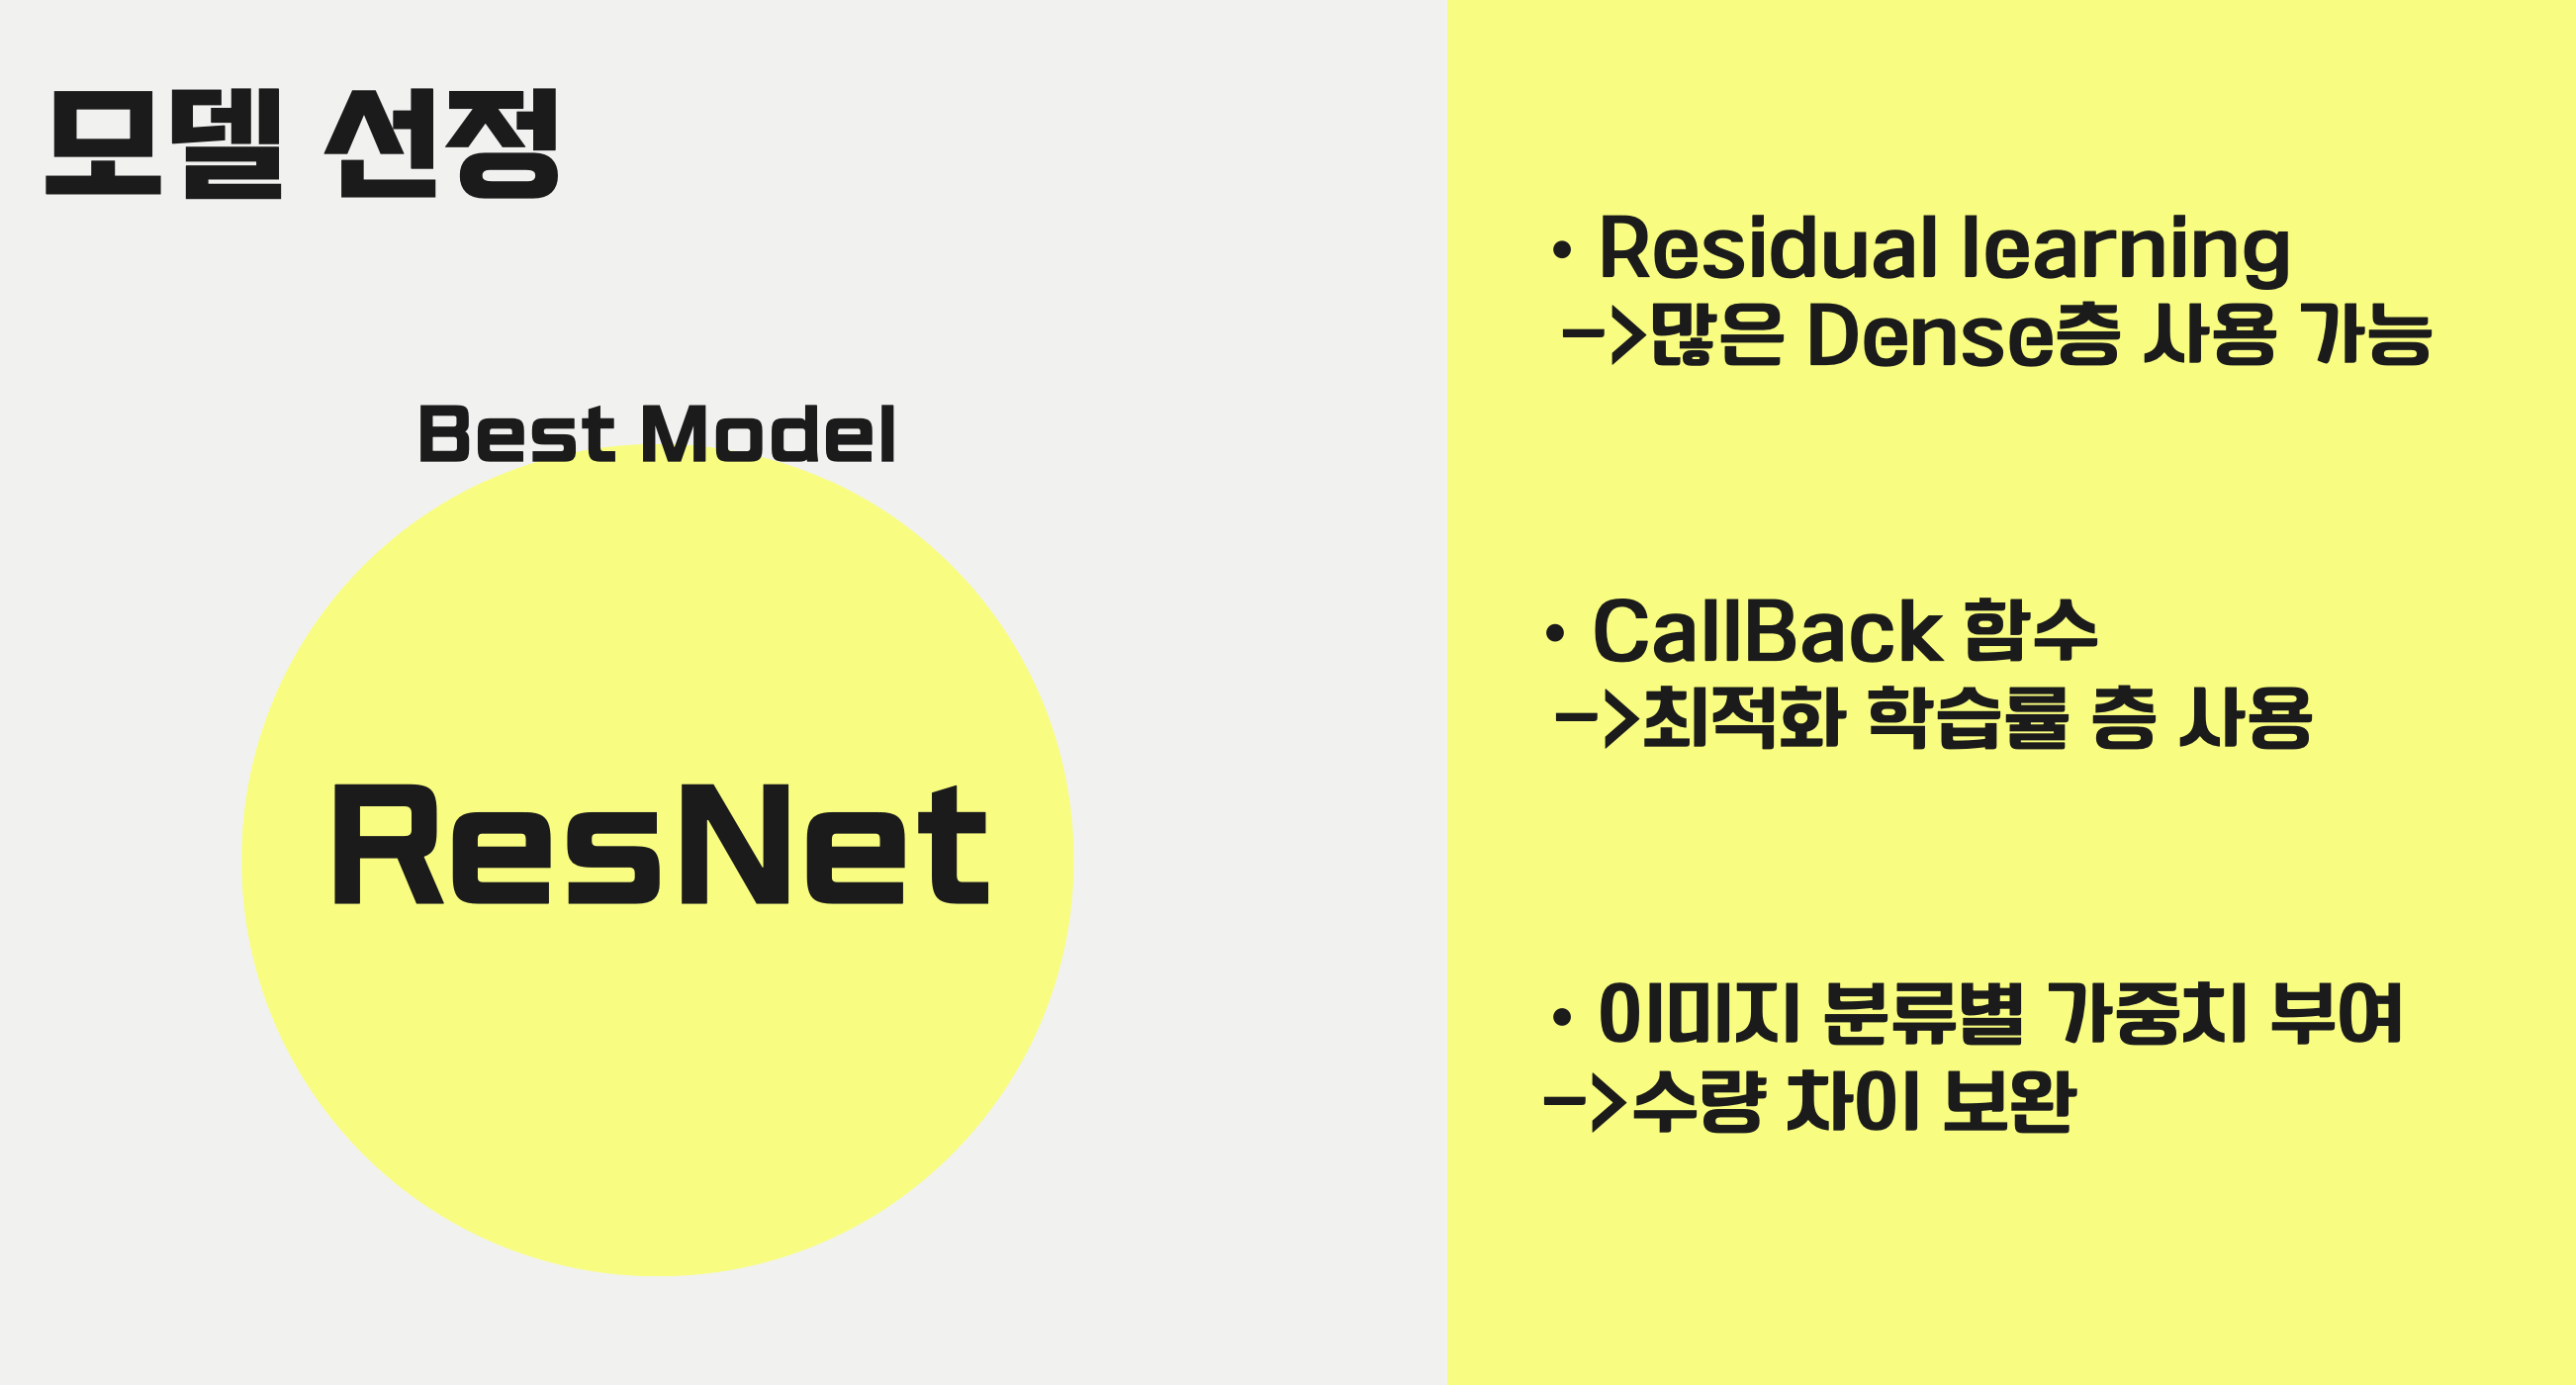 모델 선정
Best Model
ResNet
• Residual learning
->많은 Dense층 사용 가능
• CallBack 함수
->최적화 학습률 층 사용
• 이미지 분류별 가중치 부여
->수량 차이 보완